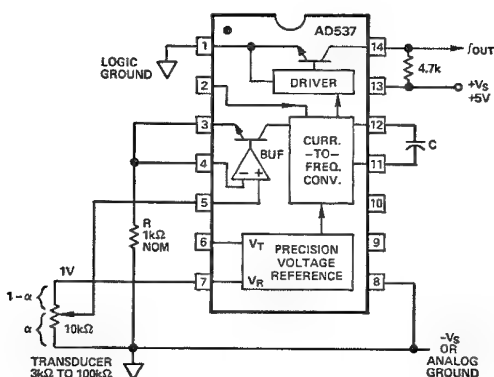 AD537
1
14
fOUT
LOGIC
GROUND
DRIVER
4.7k
2
13
+VS
+5V
3
12
CURR.
-TO-
FREQ.
CONV.
C
4
BUF
11
- +
5
10
R
1kΩ
NOM
6
VT
PRECISION
VOLTAGE
REFERENCE
9
1V
7
VR
8
1-α
α
10kΩ
TRANSDUCER
3kΩ TO 100kΩ
-VS
OR
ANALOG
GROUND